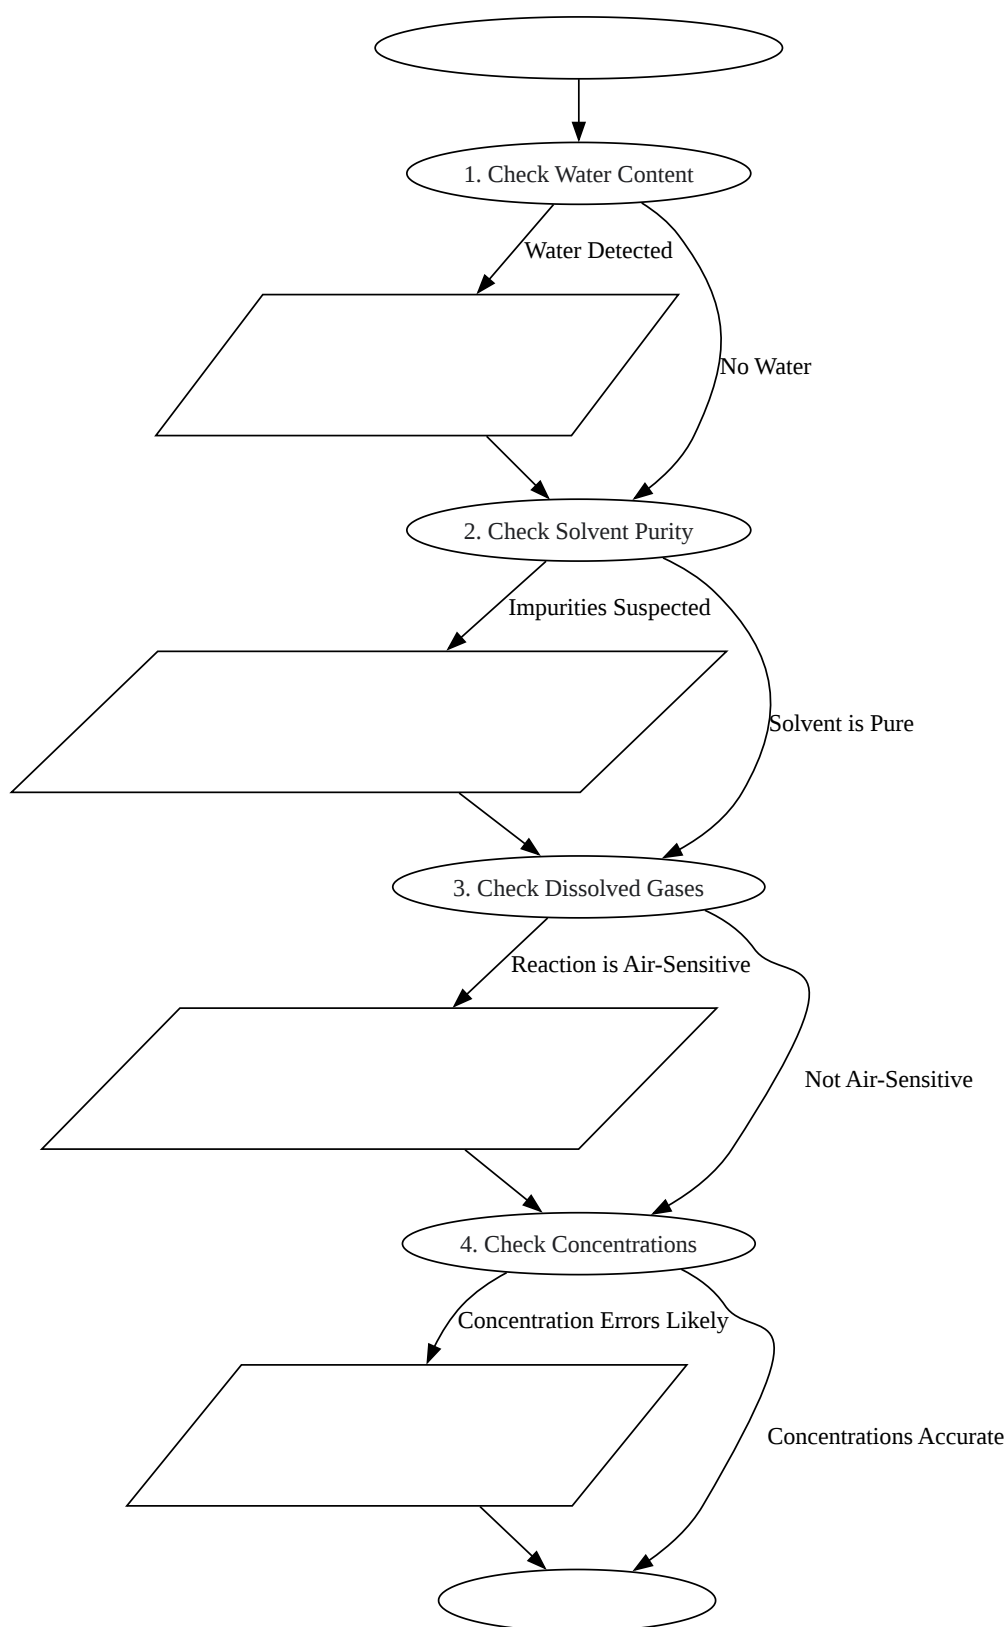 1. Check Water Content
Water Detected
No Water
2. Check Solvent Purity
Impurities Suspected
Solvent is Pure
3. Check Dissolved Gases
Reaction is Air-Sensitive
Not Air-Sensitive
4. Check Concentrations
Concentration Errors Likely
Concentrations Accurate